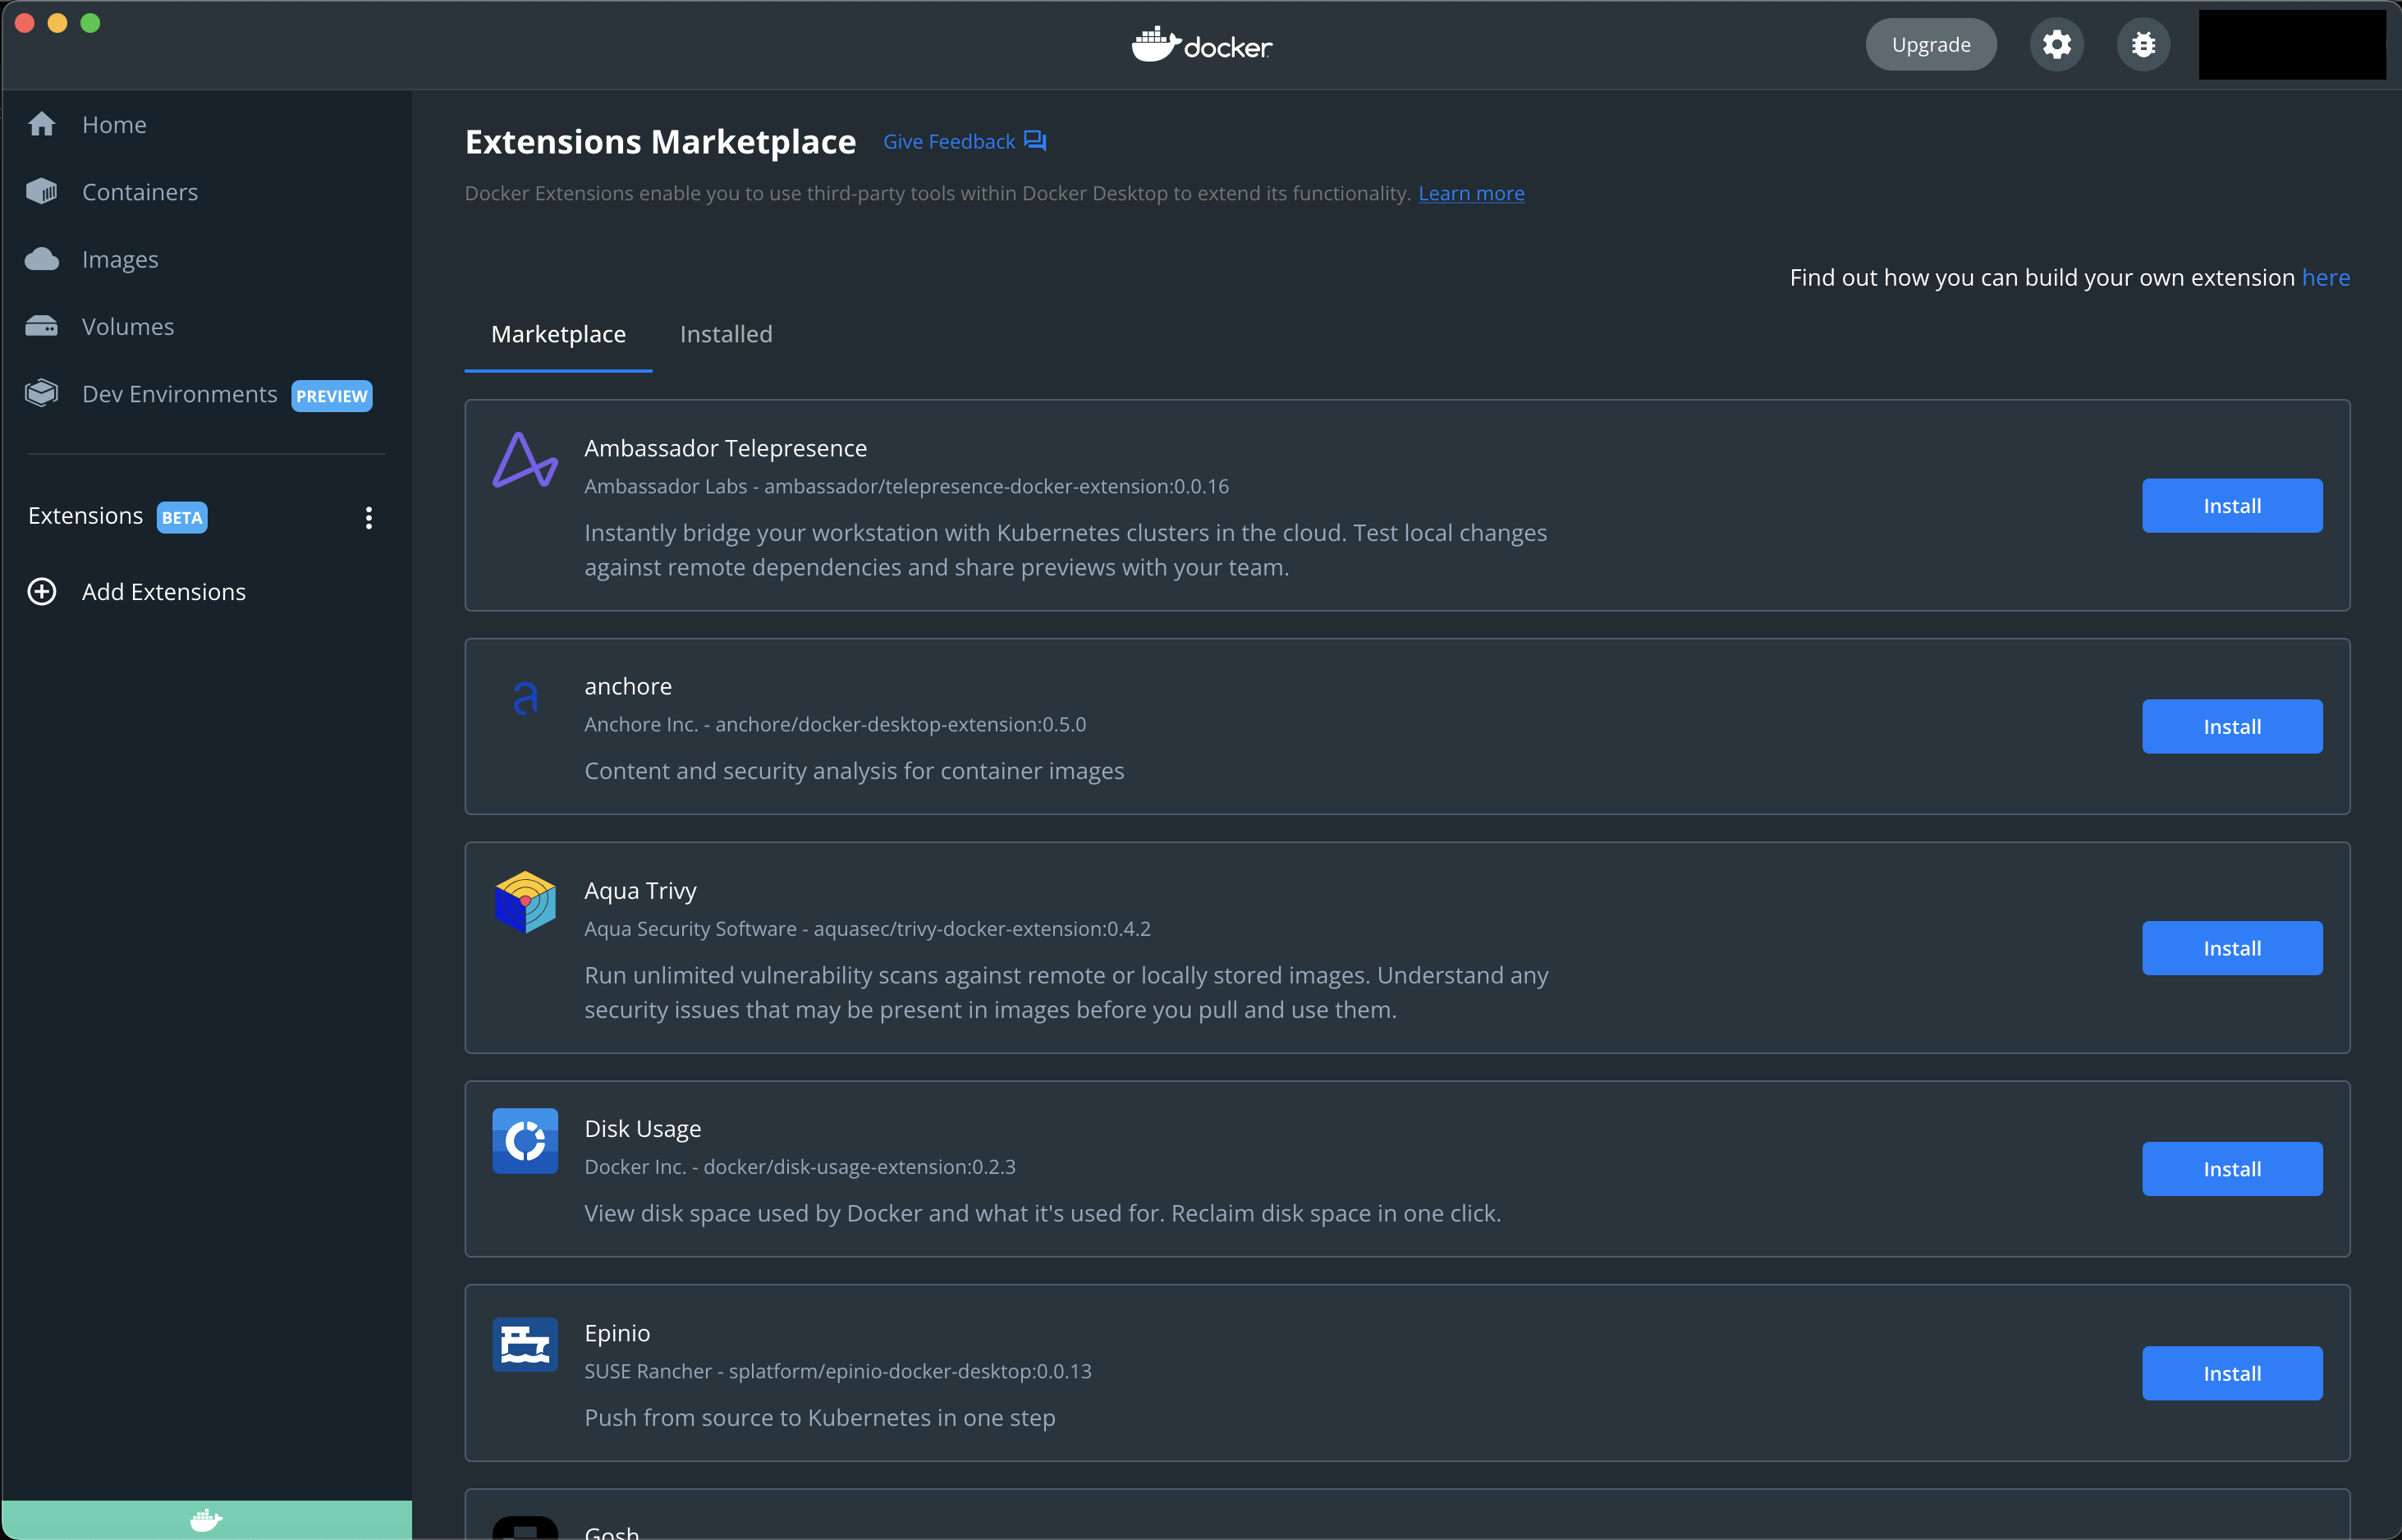 docker
Upgrade
Home
Containers
Images
Volumes
Dev Environments PREVIEW
Extensions BETA
Add Extensions
Extensions Marketplace Give Feedback
Docker Extensions enable you to use third-party tools within Docker Desktop to extend its functionality. Learn more
Find out how you can build your own extension here
Marketplace Installed
Ambassador Telepresence
Ambassador Labs - ambassador/telepresence-docker-extension:0.0.16
Instantly bridge your workstation with Kubernetes clusters in the cloud. Test local changes
against remote dependencies and share previews with your team.
Install
anchore
Anchore Inc. - anchore/docker-desktop-extension:0.5.0
Content and security analysis for container images
Install
Aqua Trivy
Aqua Security Software - aquasec/trivy-docker-extension:0.4.2
Run unlimited vulnerability scans against remote or locally stored images. Understand any
security issues that may be present in images before you pull and use them.
Install
Disk Usage
Docker Inc. - docker/disk-usage-extension:0.2.3
View disk space used by Docker and what it's used for. Reclaim disk space in one click.
Install
Epinio
SUSE Rancher - splatform/epinio-docker-desktop:0.0.13
Push from source to Kubernetes in one step
Install
Gosh